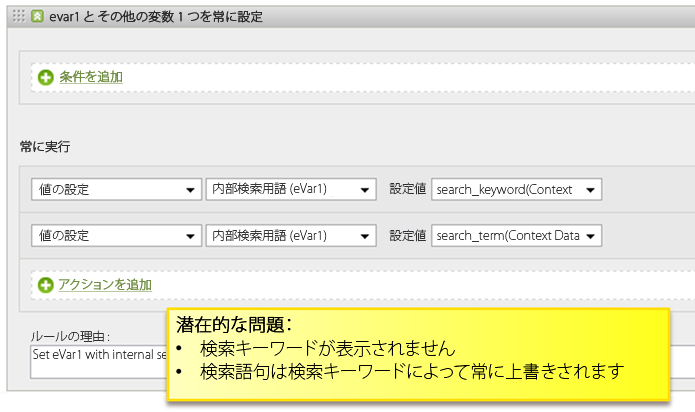 evar1 と その他の変数 1 つを常に設定
条件を追加
常に実行
値の設定 内部検索用語 (eVar1) 設定値 search_keyword(Context
値の設定 内部検索用語 (eVar1) 設定値 search_term(Context Data
アクションを追加
ルールの理由:
Set eVar1 with internal se
潜在的な問題:
• 検索キーワードが表示されません
• 検索語句は検索キーワードによって常に上書きされます